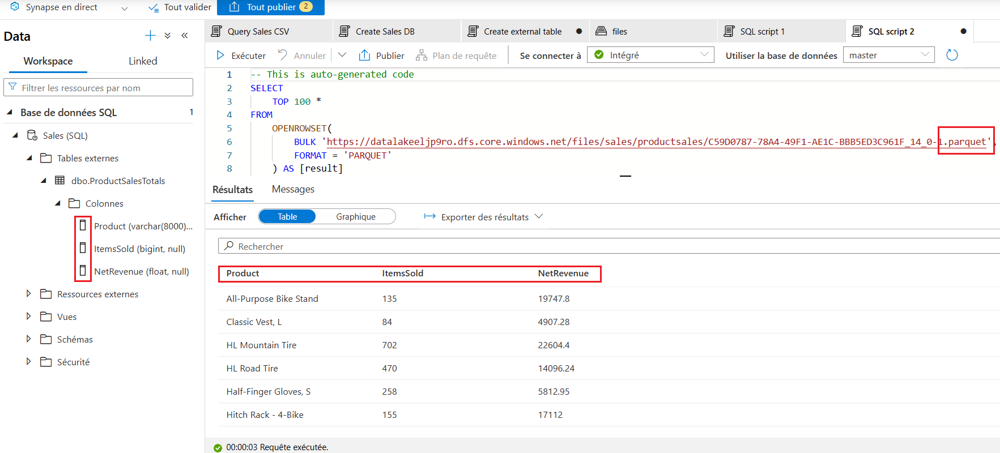 Synapse en direct
Tout valider
Tout publier 2
Data
Workspace Linked
Filtrer les ressources par nom
Base de données SQL 1
Sales (SQL)
Tables externes
dbo.ProductSalesTotals
Colonnes
Product (varchar(8000)...
ItemsSold (bigint, null)
NetRevenue (float, null)
Ressources externes
Vues
Schémas
Sécurité
Query Sales CSV
Create Sales DB
Create external table
files
SQL script 1
SQL script 2
Exécuter
Annuler
Publier
Plan de requête
Se connecter à Intégré
Utiliser la base de données master
1 -- This is auto-generated code
2 SELECT
3 TOP 100 *
4 FROM
5 OPENROWSET(
6 BULK 'https://datalakeeljp9ro.dfs.core.windows.net/files/sales/productsales/C59D0787-78A4-49F1-AE1C-BBB5ED3C961F_14_0-1.parquet',
7 FORMAT = 'PARQUET'
8 ) AS [result]
Résultats Messages
Afficher Table Graphique Exporter des résultats
Rechercher
Product ItemsSold NetRevenue
All-Purpose Bike Stand 135 19747.8
Classic Vest, L 84 4907.28
HL Mountain Tire 702 22604.4
HL Road Tire 470 14096.24
Half-Finger Gloves, S 258 5812.95
Hitch Rack - 4-Bike 155 17112
00:00:03 Requête exécutée.